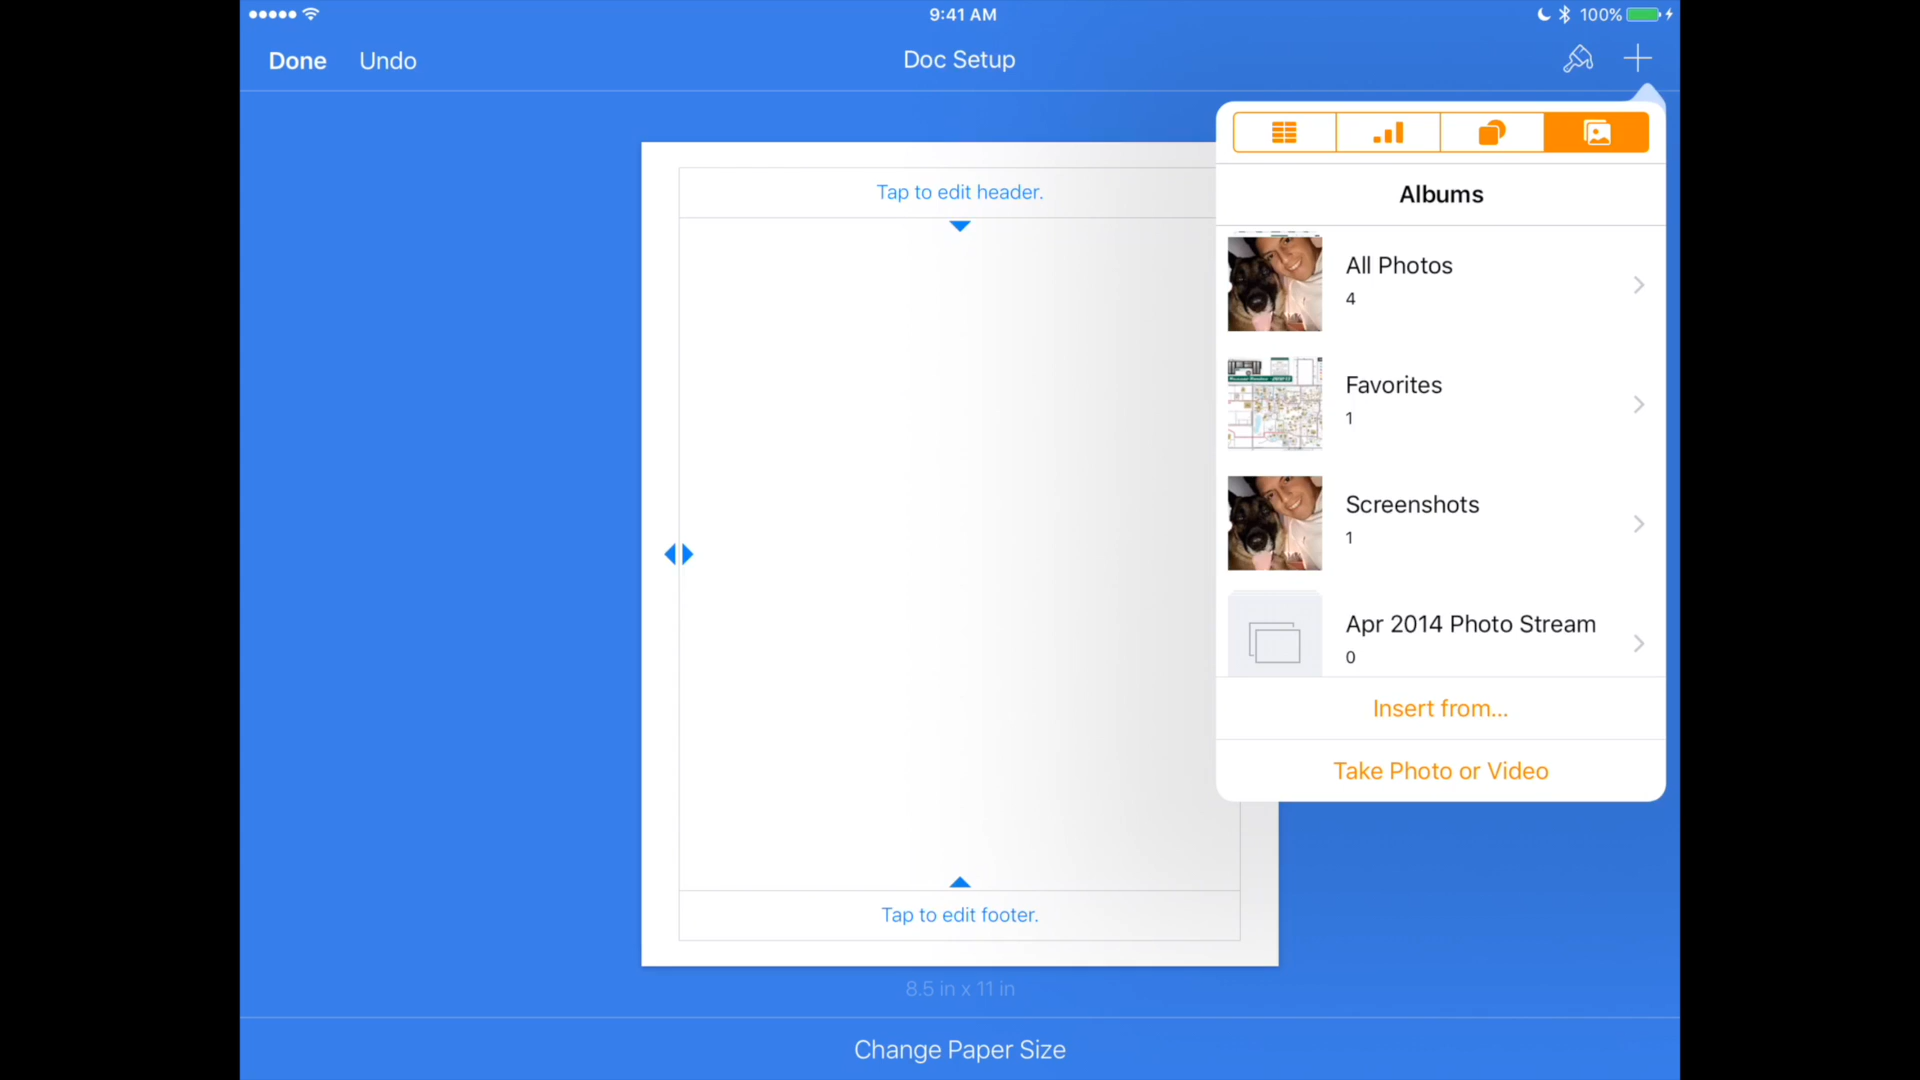 9:41 AM
100%
Done
Undo
Doc Setup
Tap to edit header.
Albums
All Photos
4
Favorites
1
Screenshots
1
Apr 2014 Photo Stream
0
Insert from...
Take Photo or Video
Tap to edit footer.
8.5 in x 11 in
Change Paper Size